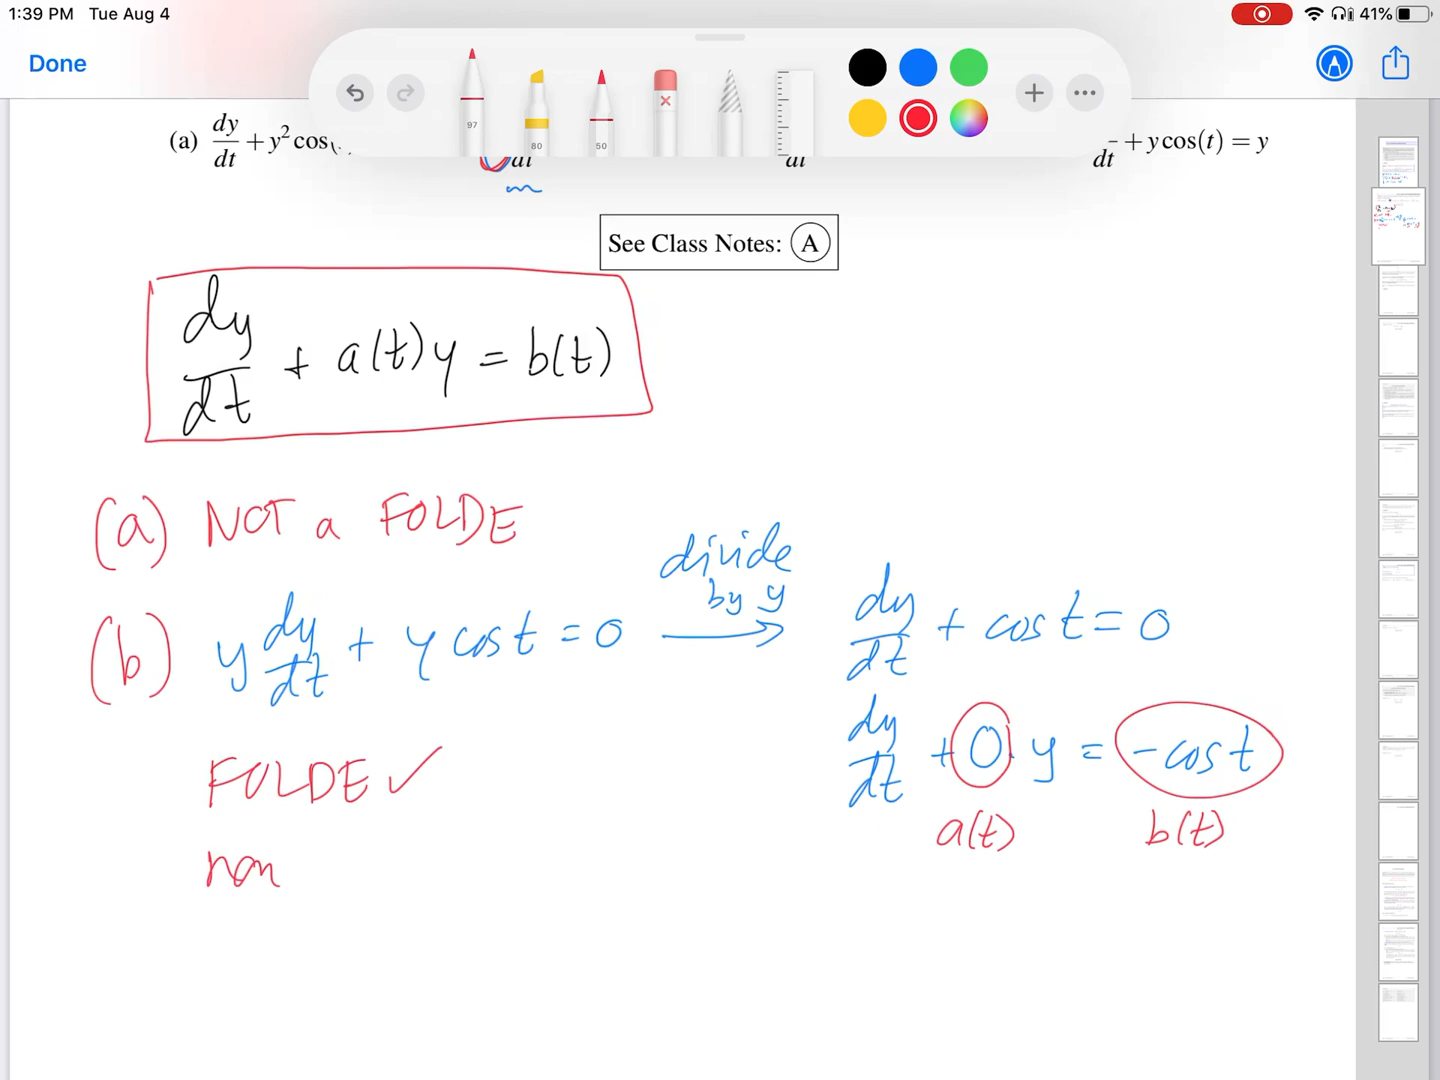 1:39 PM Tue Aug 4 41%
Done
97 80 50
(a) dy/dt + y² cos
dt
dt
dt + y cos(t) = y
See Class Notes: A
dy/dt + a(t) y = b(t)
(a) NOT a FOLDE
(b) y dy/dt + y cos t = 0
divide
by y
dy/dt + cos t = 0
dy/dt + 0 · y = - cos t
a(t) b(t)
FOLDE ✓
non